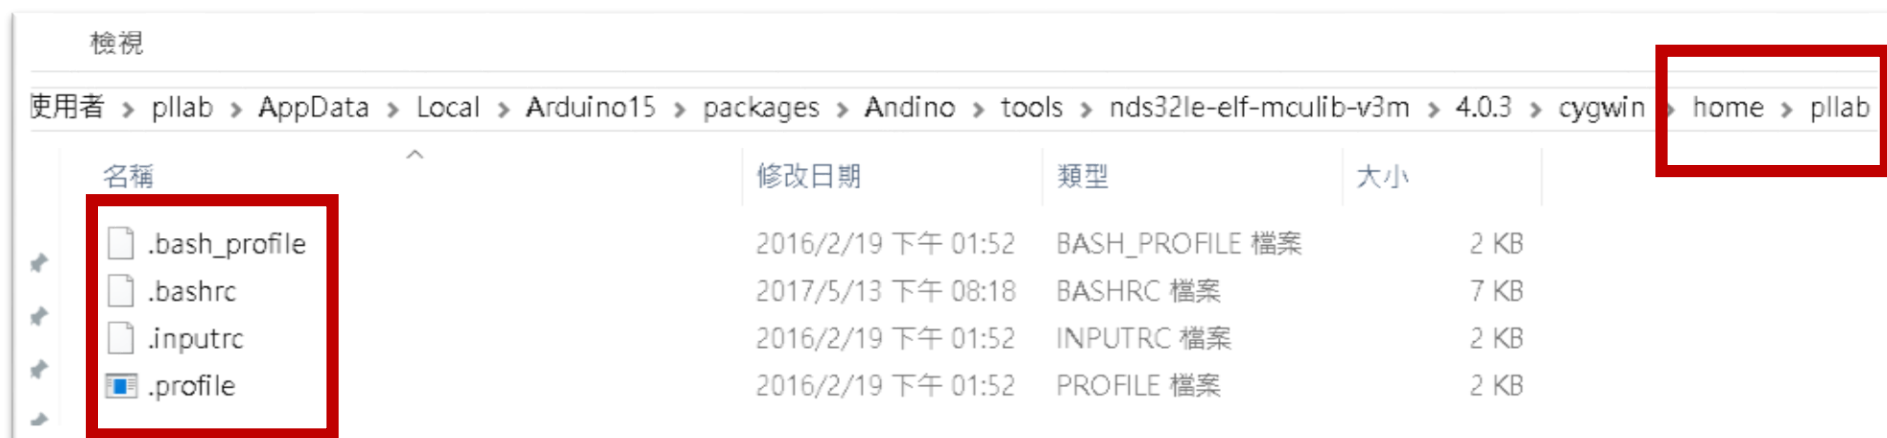 檢視
使用者 > pllab > AppData > Local > Arduino15 > packages > Andino > tools > nds32le-elf-mculib-v3m > 4.0.3 > cygwin > home > pllab
名稱 修改日期 類型 大小
.bash_profile 2016/2/19 下午 01:52 BASH_PROFILE 檔案 2 KB
.bashrc 2017/5/13 下午 08:18 BASHRC 檔案 7 KB
.inputrc 2016/2/19 下午 01:52 INPUTRC 檔案 2 KB
.profile 2016/2/19 下午 01:52 PROFILE 檔案 2 KB